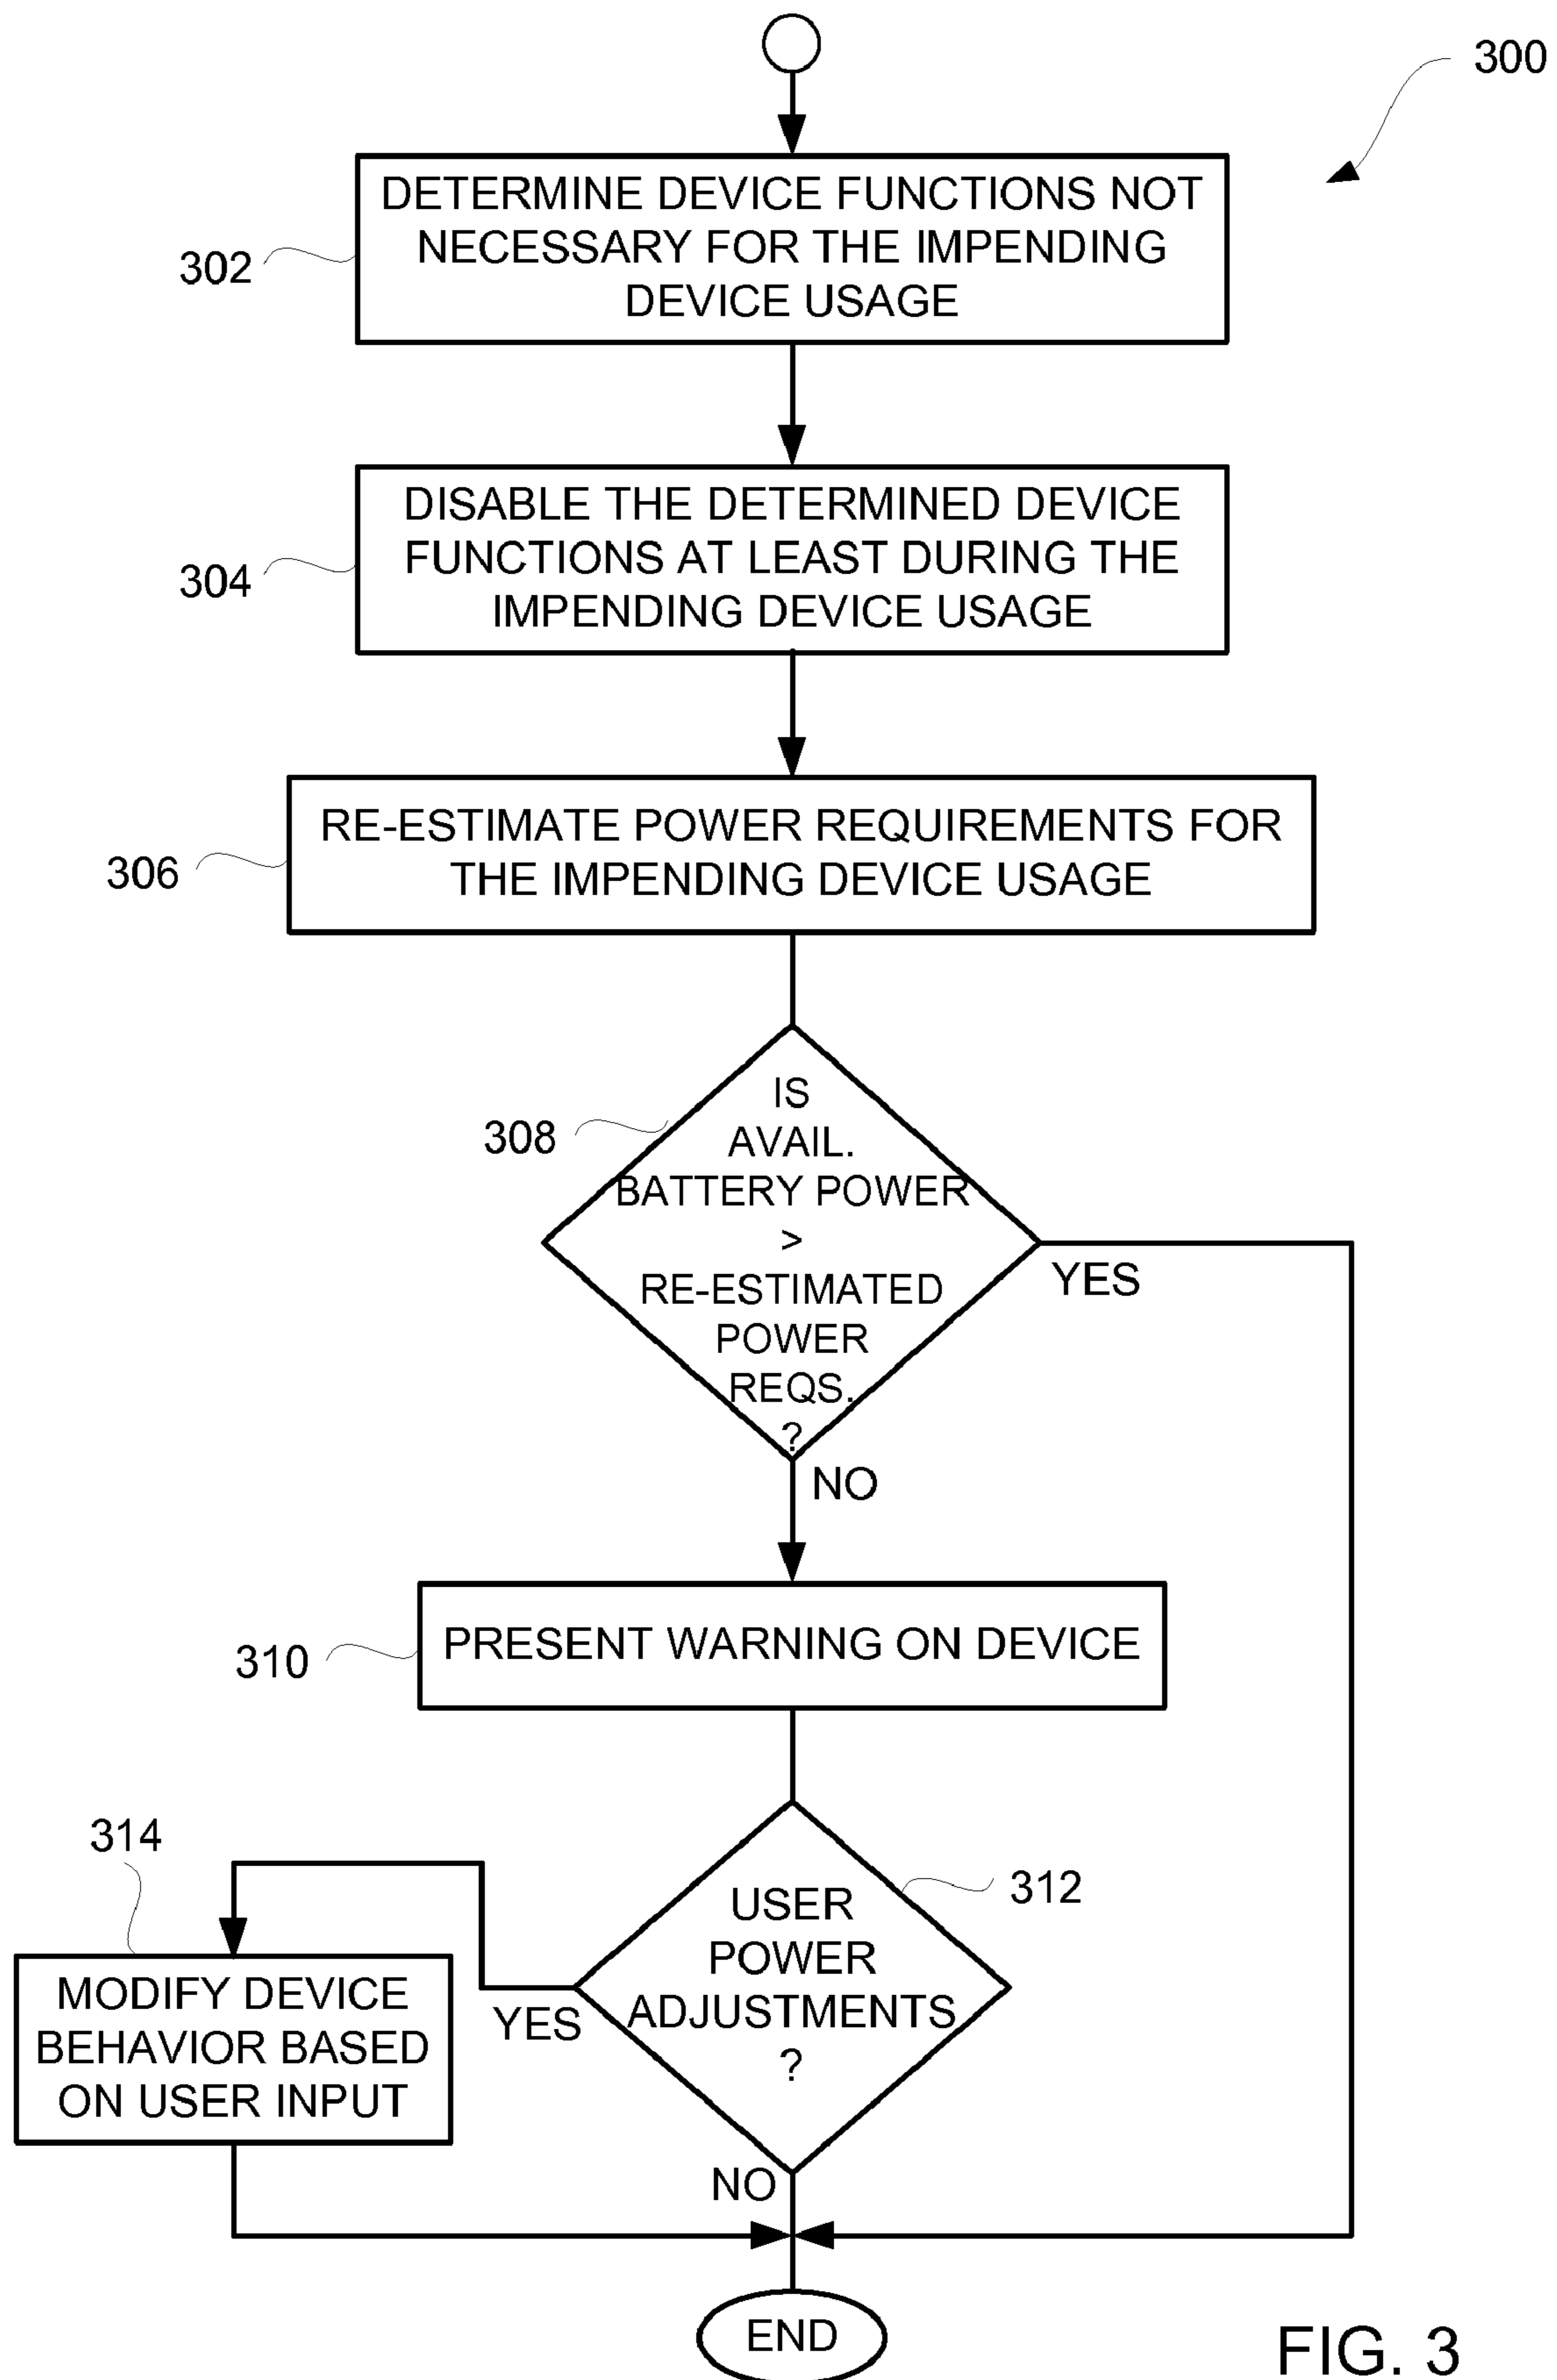 300
DETERMINE DEVICE FUNCTIONS NOT
NECESSARY FOR THE IMPENDING
DEVICE USAGE
302
DISABLE THE DETERMINED DEVICE
FUNCTIONS AT LEAST DURING THE
IMPENDING DEVICE USAGE
304
RE-ESTIMATE POWER REQUIREMENTS FOR
THE IMPENDING DEVICE USAGE
306
IS
AVAIL.
BATTERY POWER
>
RE-ESTIMATED
POWER
REQS.
?
308
YES
NO
PRESENT WARNING ON DEVICE
310
USER
POWER
ADJUSTMENTS
?
312
YES
314
MODIFY DEVICE
BEHAVIOR BASED
ON USER INPUT
NO
END
FIG. 3